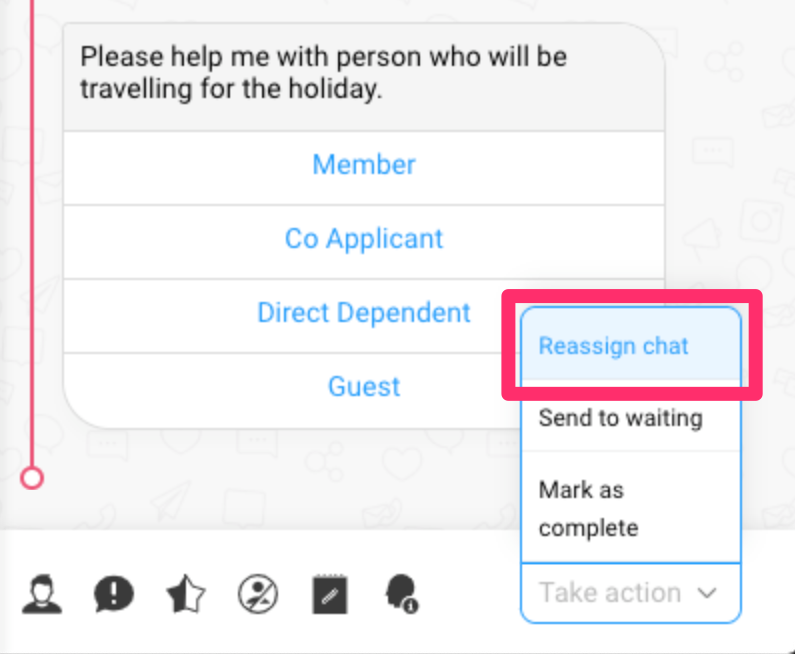 Please help me with person who will be
travelling for the holiday.
Member
Co Applicant
Direct Dependent
Guest
Reassign chat
Send to waiting
Mark as
complete
Take action